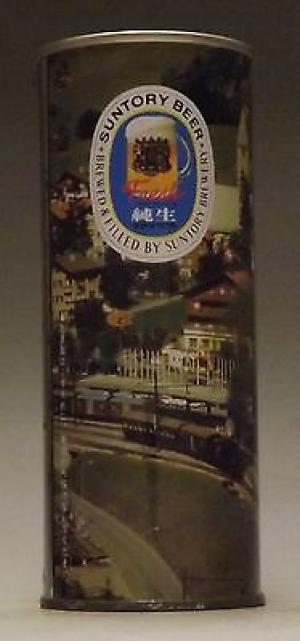 SUNTORY BEER
純生
• BREWED & FILLED BY SUNTORY BREWERY •